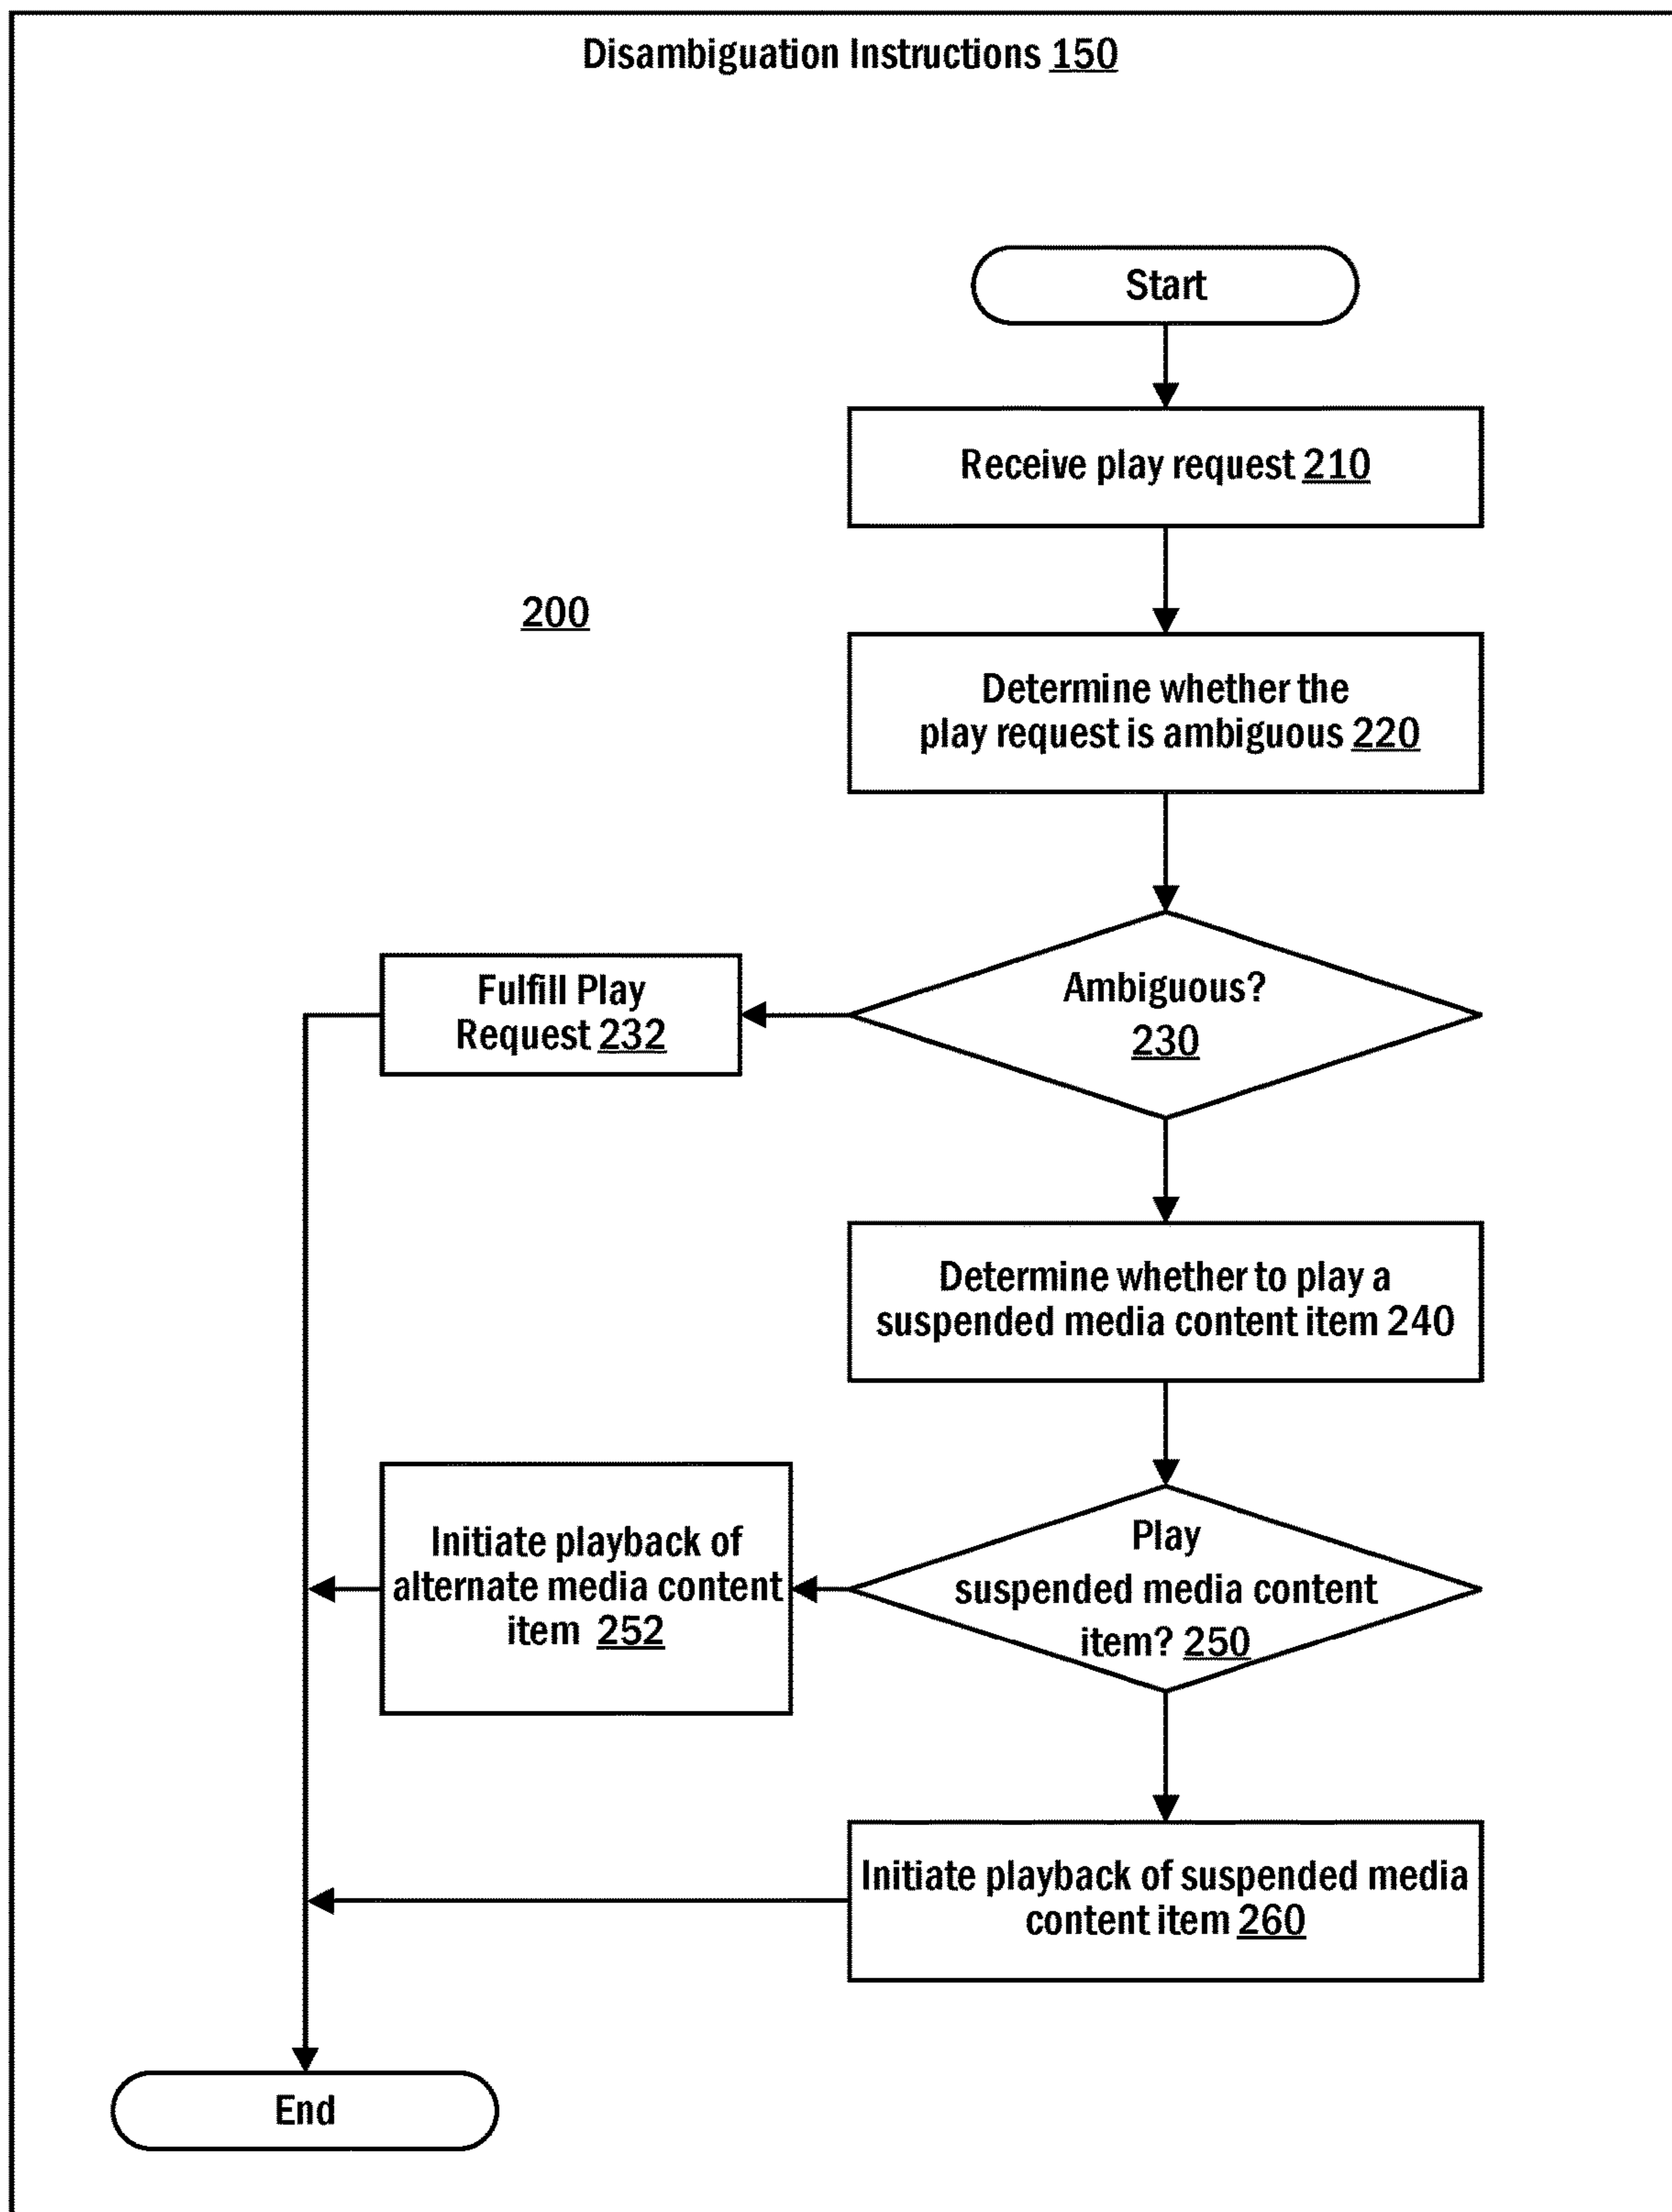 Disambiguation Instructions 150
Start
Receive play request 210
200
Determine whether the
play request is ambiguous 220
Ambiguous?
230
Fulfill Play
Request 232
Determine whether to play a
suspended media content item 240
Play
suspended media content
item? 250
Initiate playback of
alternate media content
item 252
Initiate playback of suspended media
content item 260
End